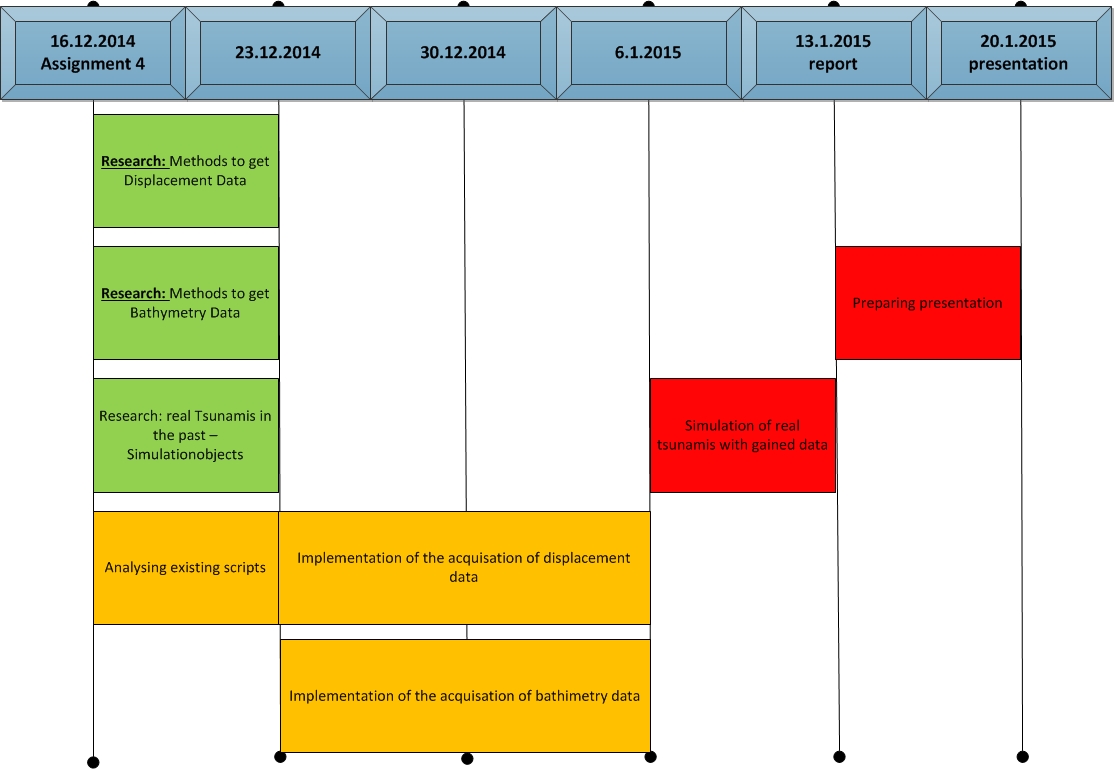 16.12.2014
Assignment 4
23.12.2014
30.12.2014
6.1.2015
13.1.2015
report
20.1.2015
presentation
Research: Methods to get
Displacement Data
Research: Methods to get
Bathymetry Data
Preparing presentation
Research: real Tsunamis in
the past –
Simulationobjects
Simulation of real
tsunamis with gained data
Analysing existing scripts
Implementation of the acquisation of displacement
data
Implementation of the acquisation of bathimetry data